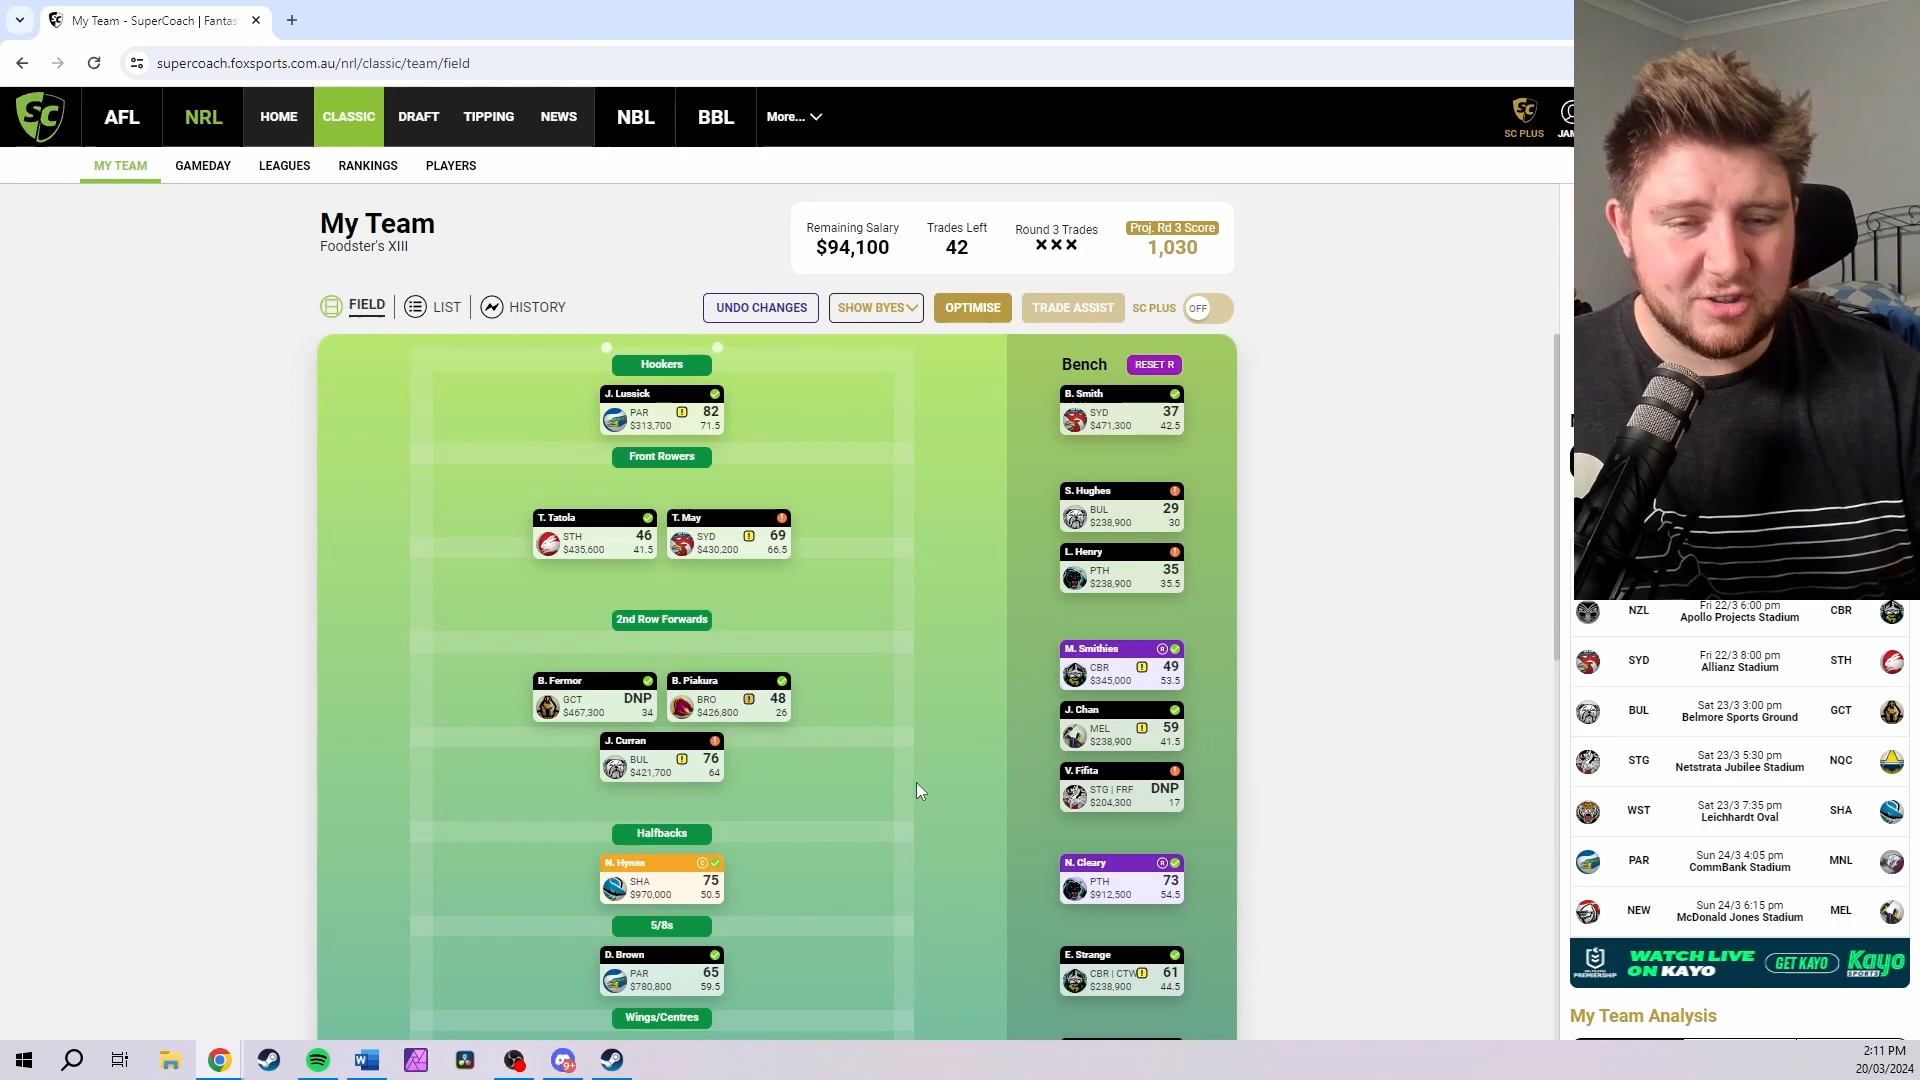 My Team - SuperCoach | Fantas
supercoach.foxsports.com.au/nrl/classic/team/field
SC AFL NRL HOME CLASSIC DRAFT TIPPING NEWS NBL BBL More...
SC PLUS JAM
MY TEAM GAMEDAY LEAGUES RANKINGS PLAYERS
My Team
Foodster's XIII
Remaining Salary Trades Left Round 3 Trades Proj. Rd 3 Score
$94,100 42 ✕✕✕ 1,030
FIELD LIST HISTORY
UNDO CHANGES SHOW BYES OPTIMISE TRADE ASSIST SC PLUS OFF
Hookers
J. Lussick
PAR 82
$313,700 71.5
Front Rowers
T. Tatola
STH 46
$435,600 41.5
T. May
SYD 69
$430,200 66.5
2nd Row Forwards
B. Fermor
GCT DNP
$467,300 34
B. Piakura
BRO 48
$426,800 26
J. Curran
BUL 76
$421,700 64
Halfbacks
N. Hynes C
SHA 75
$970,000 50.5
5/8s
D. Brown
PAR 65
$780,800 59.5
Wings/Centres
Bench RESET R
B. Smith
SYD 37
$471,300 42.5
S. Hughes
BUL 29
$238,900 30
L. Henry
PTH 35
$238,900 35.5
M. Smithies R
CBR 49
$345,000 53.5
J. Chan
MEL 59
$238,900 41.5
V. Fifita
STG | FRF DNP
$204,300 17
N. Cleary R
PTH 73
$912,500 54.5
E. Strange
CBR | CTW 61
$238,900 44.5
NZL Fri 22/3 6:00 pm CBR
Apollo Projects Stadium
SYD Fri 22/3 8:00 pm STH
Allianz Stadium
BUL Sat 23/3 3:00 pm GCT
Belmore Sports Ground
STG Sat 23/3 5:30 pm NQC
Netstrata Jubilee Stadium
WST Sat 23/3 7:35 pm SHA
Leichhardt Oval
PAR Sun 24/3 4:05 pm MNL
CommBank Stadium
NEW Sun 24/3 6:15 pm MEL
McDonald Jones Stadium
NRL PREMIERSHIP
WATCH LIVE
ON KAYO
GET KAYO
Kayo
SPORTS
My Team Analysis
9+
2:11 PM
20/03/2024